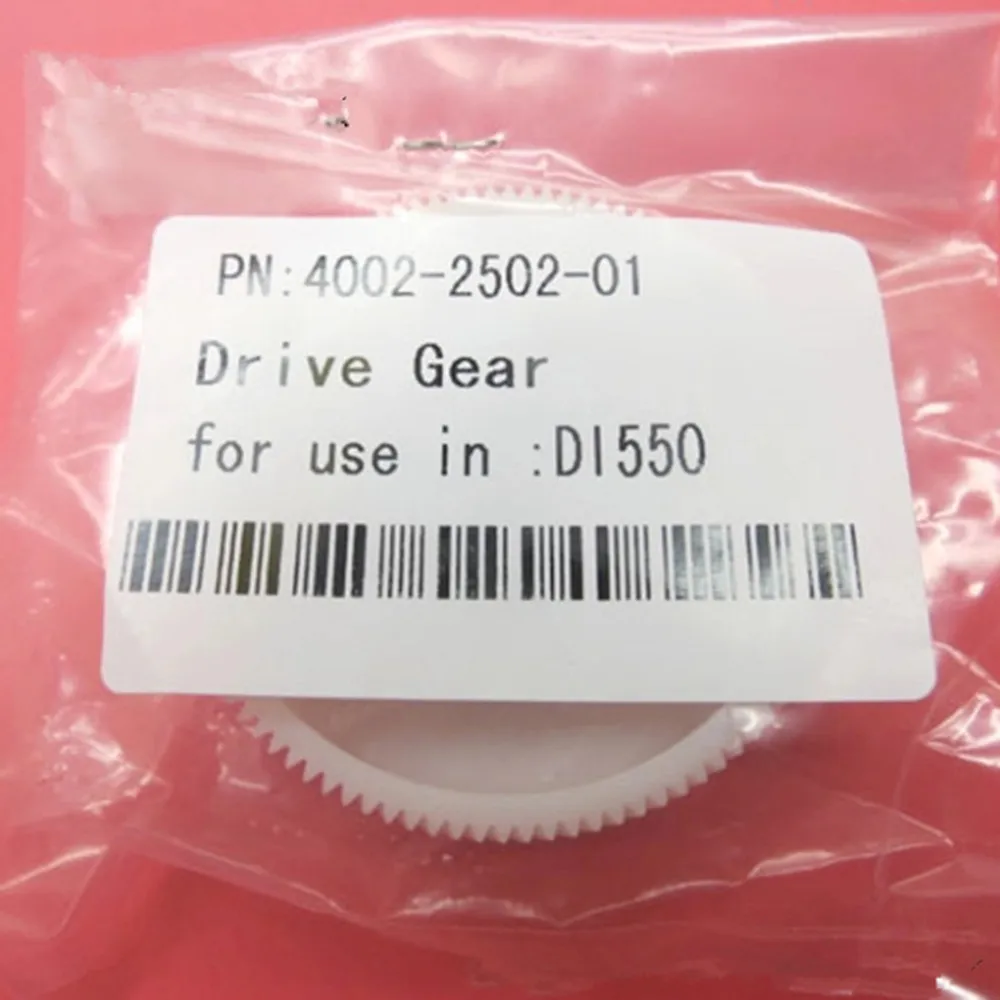 PN:4002-2502-01
Drive Gear
for use in :DI550